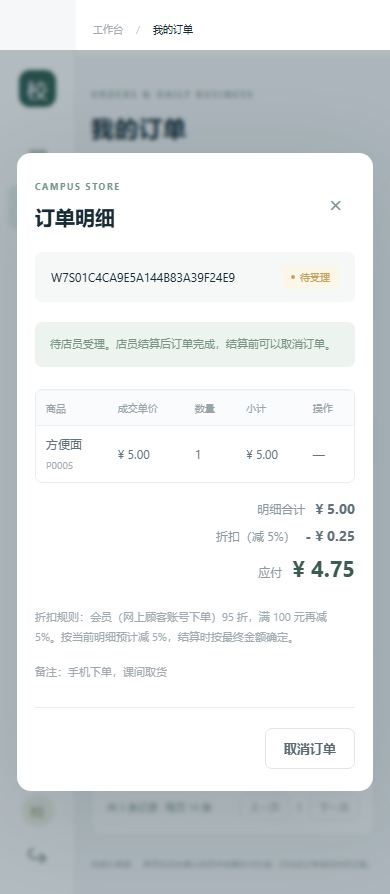 工作台 / 我的订单
ORDERS & DAILY BUSINESS
我的订单
CAMPUS STORE
订单明细
×
W7S01C4CA9E5A144B83A39F24E9 待受理
待店员受理。店员结算后订单完成，结算前可以取消订单。
商品 成交单价 数量 小计 操作
方便面 ¥ 5.00 1 ¥ 5.00 —
P0005
明细合计 ¥ 5.00
折扣（减 5%） - ¥ 0.25
应付 ¥ 4.75
折扣规则：会员（网上顾客账号下单）95 折，满 100 元再减
5%。按当前明细预计减 5%，结算时按最终金额确定。
备注：手机下单，课间取货
取消订单